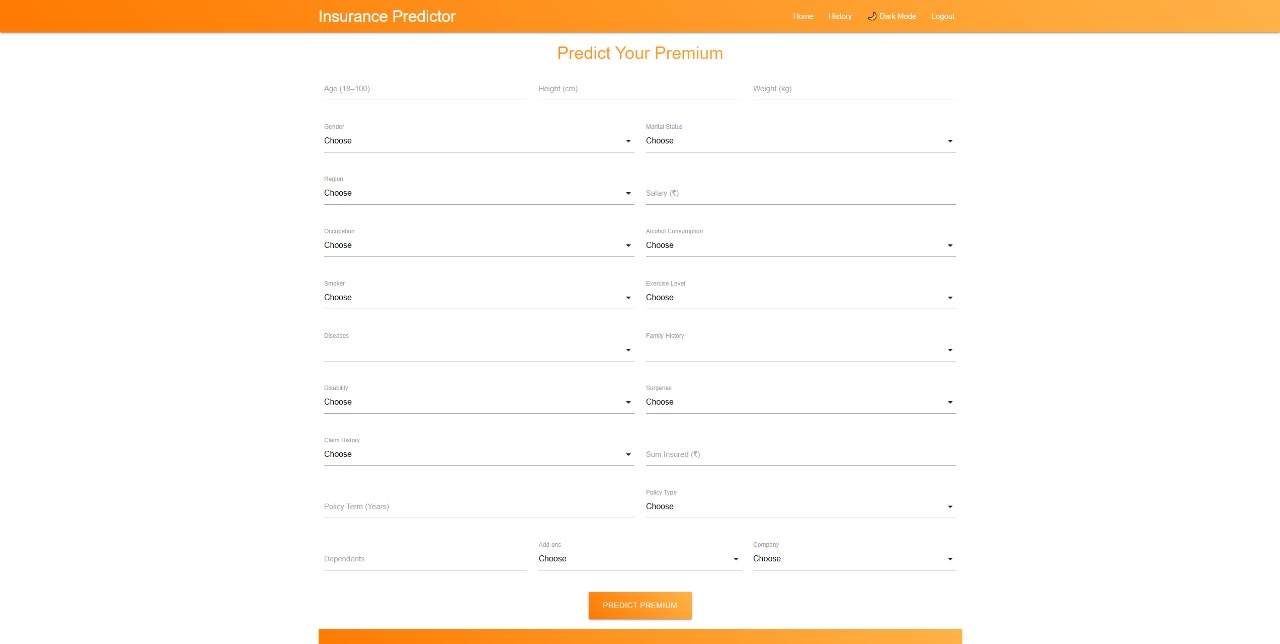 Insurance Predictor Home History 🌙 Dark Mode Logout
Predict Your Premium
Age (18–100) Height (cm) Weight (kg)
Gender Marital Status
Choose Choose
Region
Choose Salary (₹)
Occupation Alcohol Consumption
Choose Choose
Smoker Exercise Level
Choose Choose
Diseases Family History
Disability Surgeries
Choose Choose
Claim History
Choose Sum Insured (₹)
Policy Type
Policy Term (Years) Choose
Add-ons Company
Dependents Choose Choose
PREDICT PREMIUM